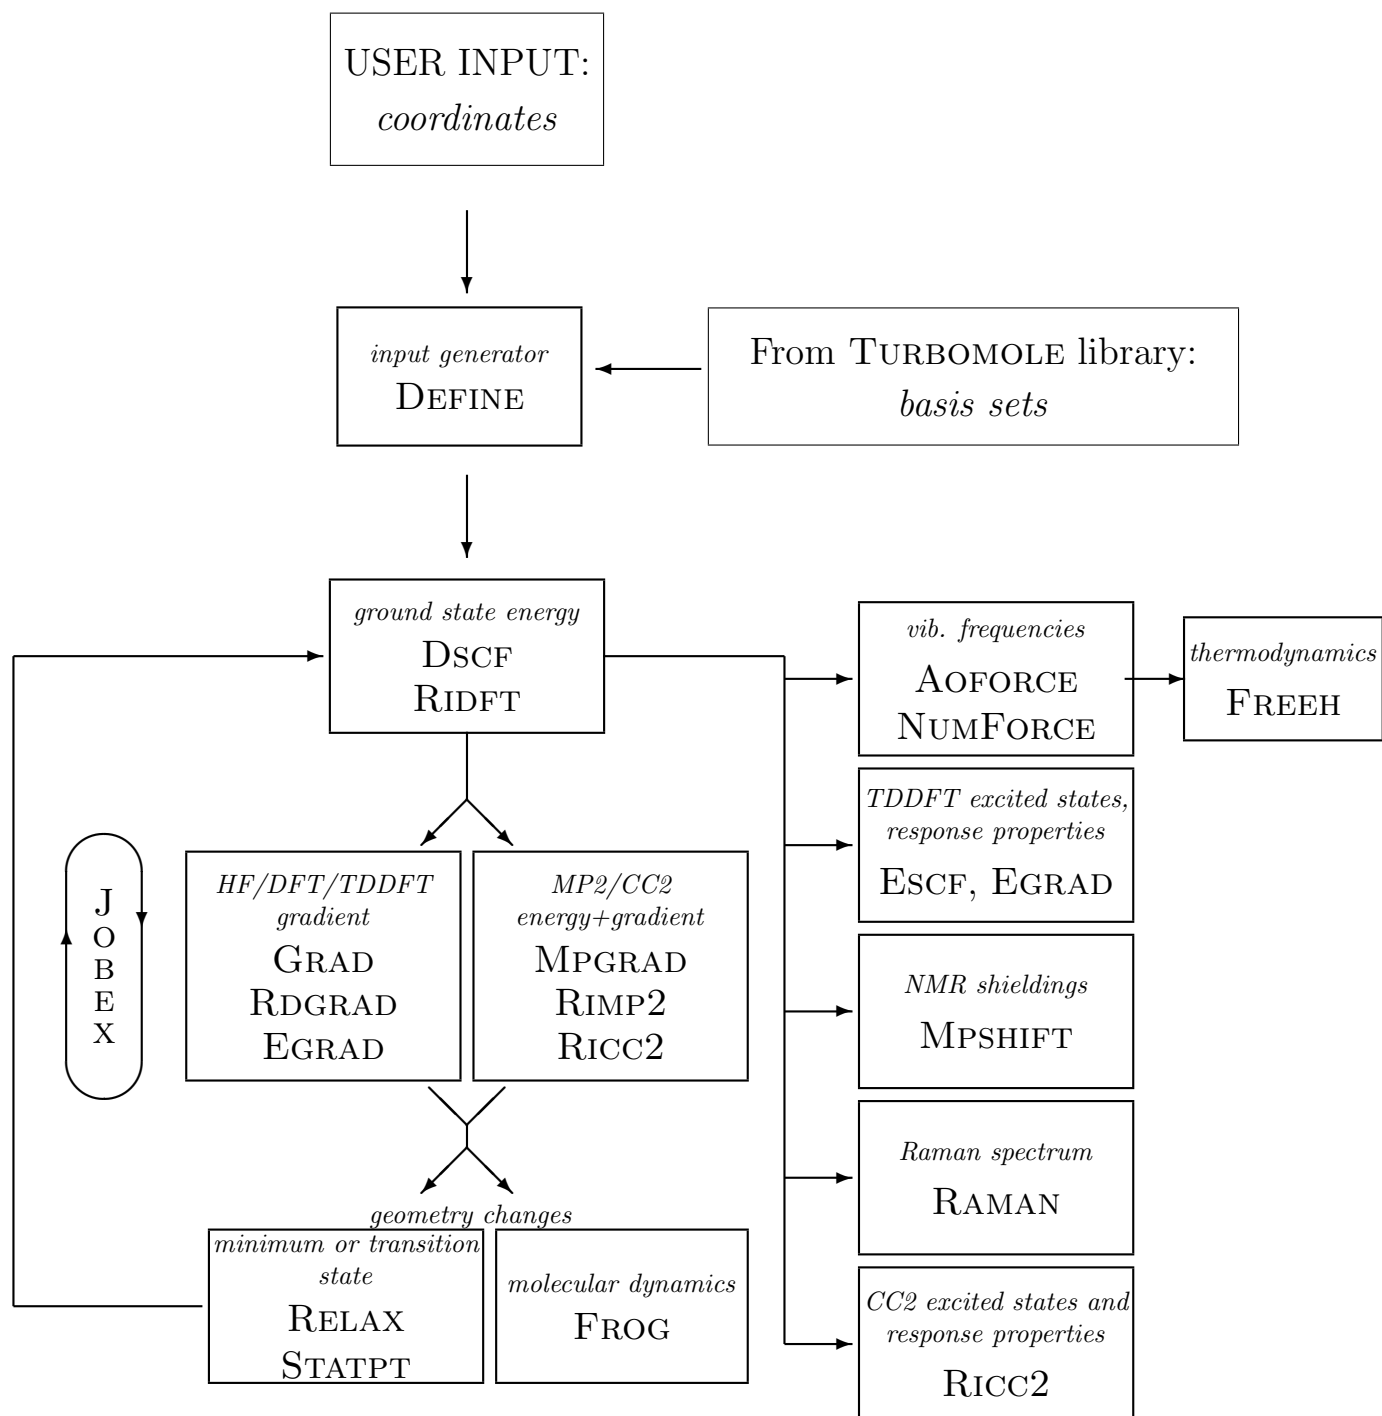 USER INPUT:
coordinates
input generator
DEFINE
From TURBOMOLE library:
basis sets
ground state energy
DSCF
RIDFT
vib. frequencies
AOFORCE
NUMFORCE
thermodynamics
FREEH
TDDFT excited states,
response properties
ESCF, EGRAD
J
O
B
E
X
HF/DFT/TDDFT
gradient
GRAD
RDGRAD
EGRAD
MP2/CC2
energy+gradient
MPGRAD
RIMP2
RICC2
NMR shieldings
MPSHIFT
Raman spectrum
RAMAN
geometry changes
minimum or transition
state
RELAX
STATPT
molecular dynamics
FROG
CC2 excited states and
response properties
RICC2